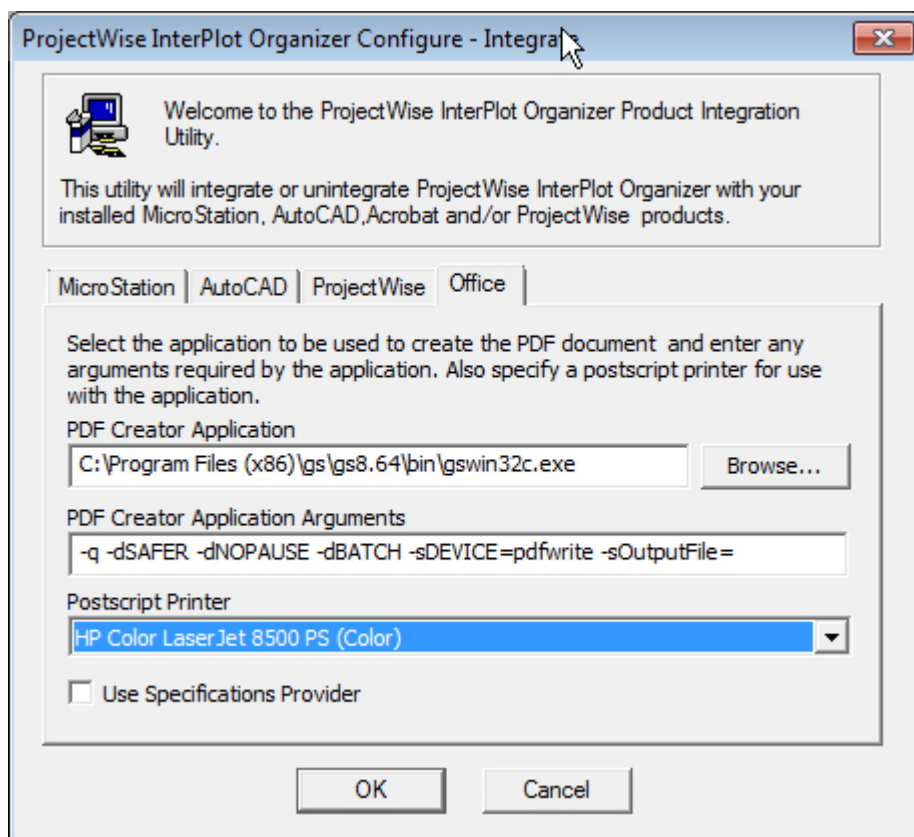 ProjectWise InterPlot Organizer Configure - Integrate
Welcome to the ProjectWise InterPlot Organizer Product Integration
Utility.
This utility will integrate or unintegrate ProjectWise InterPlot Organizer with your
installed MicroStation, AutoCAD,Acrobat and/or ProjectWise products.
MicroStation AutoCAD ProjectWise Office
Select the application to be used to create the PDF document and enter any
arguments required by the application. Also specify a postscript printer for use
with the application.
PDF Creator Application
C:\Program Files (x86)\gs\gs8.64\bin\gswin32c.exe Browse...
PDF Creator Application Arguments
-q -dSAFER -dNOPAUSE -dBATCH -sDEVICE=pdfwrite -sOutputFile=
Postscript Printer
HP Color LaserJet 8500 PS (Color)
Use Specifications Provider
OK Cancel